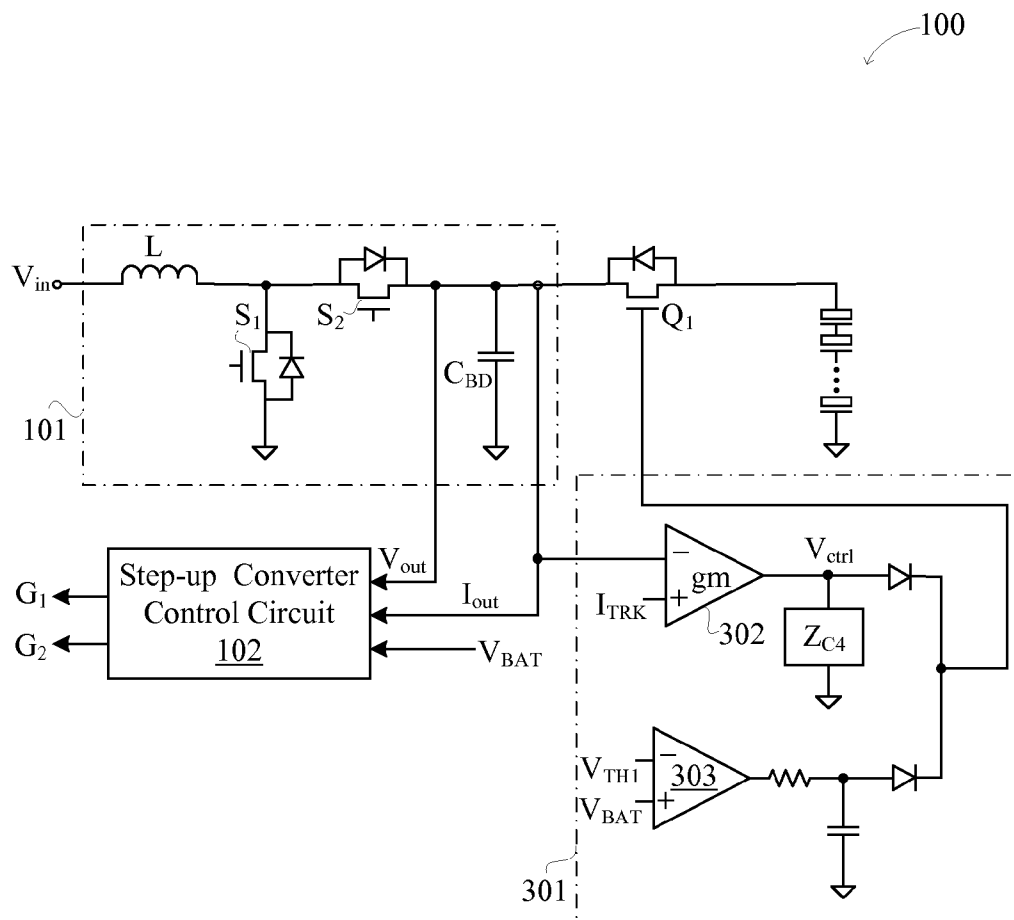 100
L
Vin
S1
S2
Q1
CBD
101
Step-up Converter
Control Circuit
102
Vout
Iout
VBAT
G1
G2
− gm +
ITRK
302
Vctrl
ZC4
VTH1
VBAT
− 303 +
301